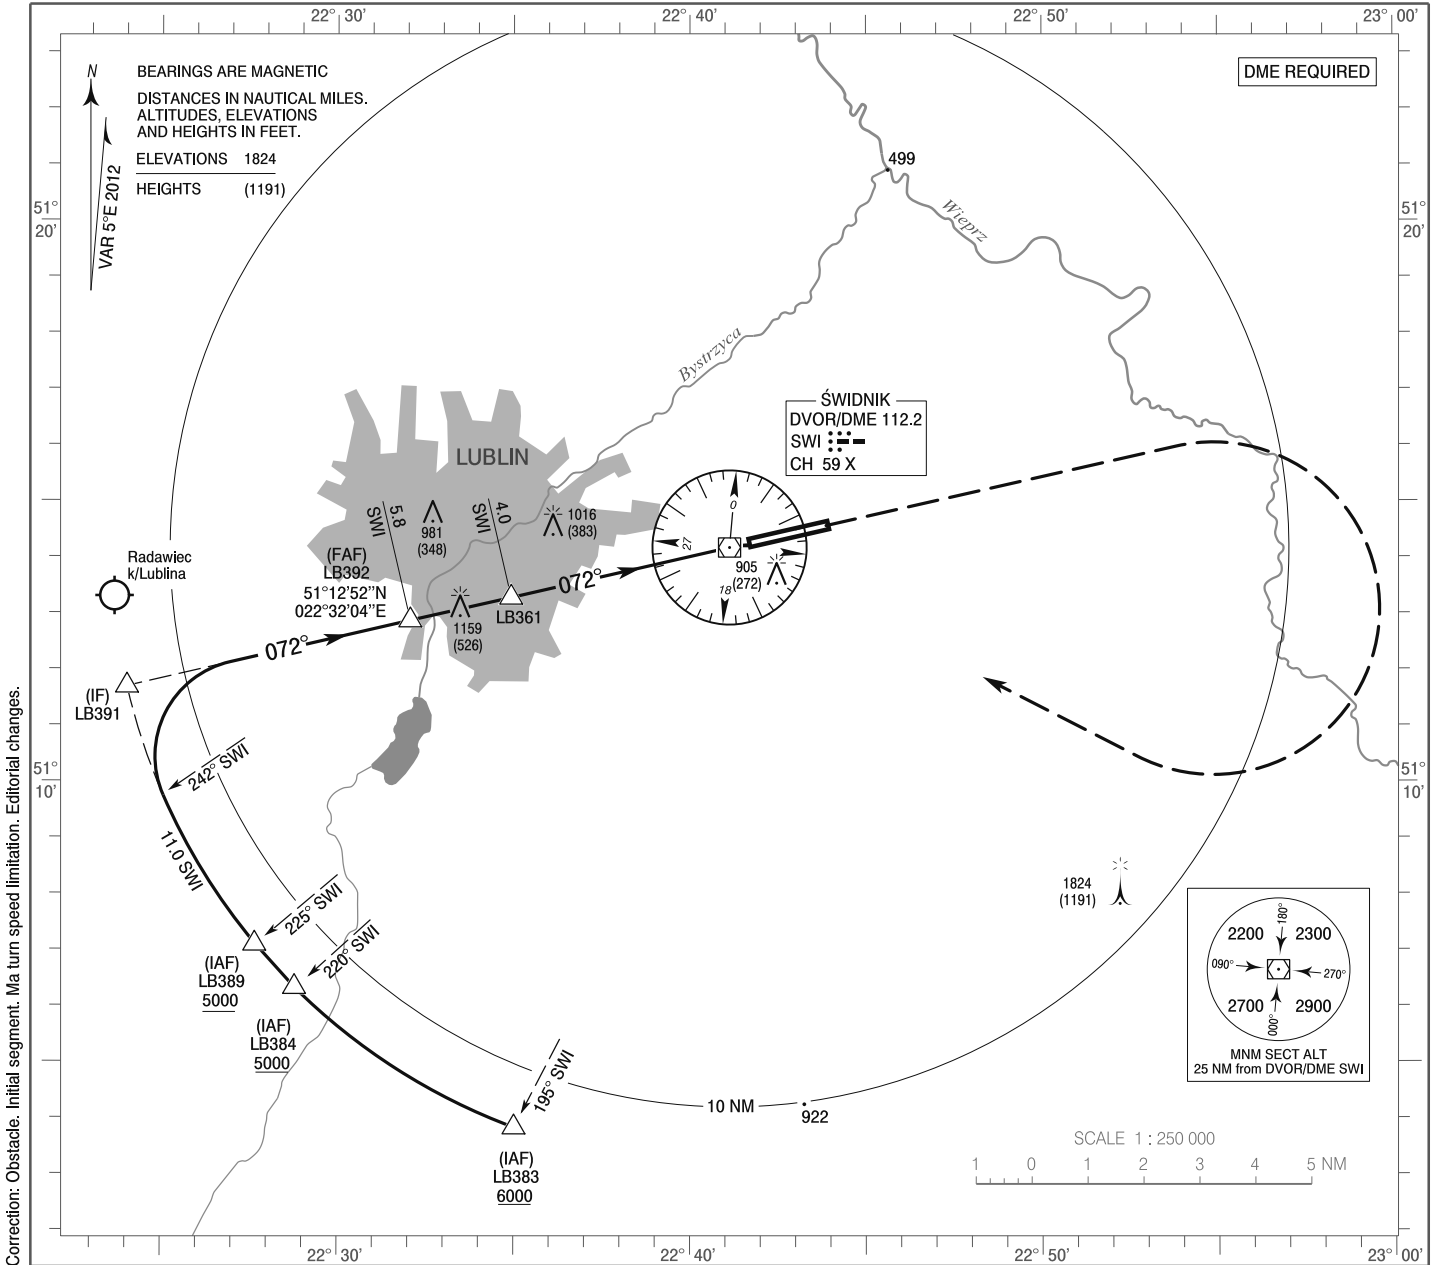 22° 30’
22° 40’
22° 50’
23° 00’
N
BEARINGS ARE MAGNETIC
DISTANCES IN NAUTICAL MILES.
ALTITUDES, ELEVATIONS
AND HEIGHTS IN FEET.
ELEVATIONS 1824
HEIGHTS (1191)
VAR 5°E 2012
DME REQUIRED
499
51°
20’
51°
20’
Wieprz
Bystrzyca
ŚWIDNIK
DVOR/DME 112.2
SWI
CH 59 X
LUBLIN
5.8
SWI
4.0
SWI
981
(348)
1016
(383)
0
27
18
905
(272)
Radawiec
k/Lublina
(FAF)
LB392
51°12’52”N
022°32’04”E
072°
LB361
1159
(526)
072°
(IF)
LB391
242° SWI
51°
10’
51°
10’
11.0 SWI
225° SWI
220° SWI
1824
(1191)
(IAF)
LB389
5000
(IAF)
LB384
5000
195° SWI
(IAF)
LB383
6000
10 NM
922
180°
2200
2300
090°
270°
2700
2900
000°
MNM SECT ALT
25 NM from DVOR/DME SWI
SCALE 1 : 250 000
1 0 1 2 3 4 5 NM
Correction: Obstacle. Initial segment. Ma turn speed limitation. Editorial changes.
22° 30’
22° 40’
22° 50’
23° 00’